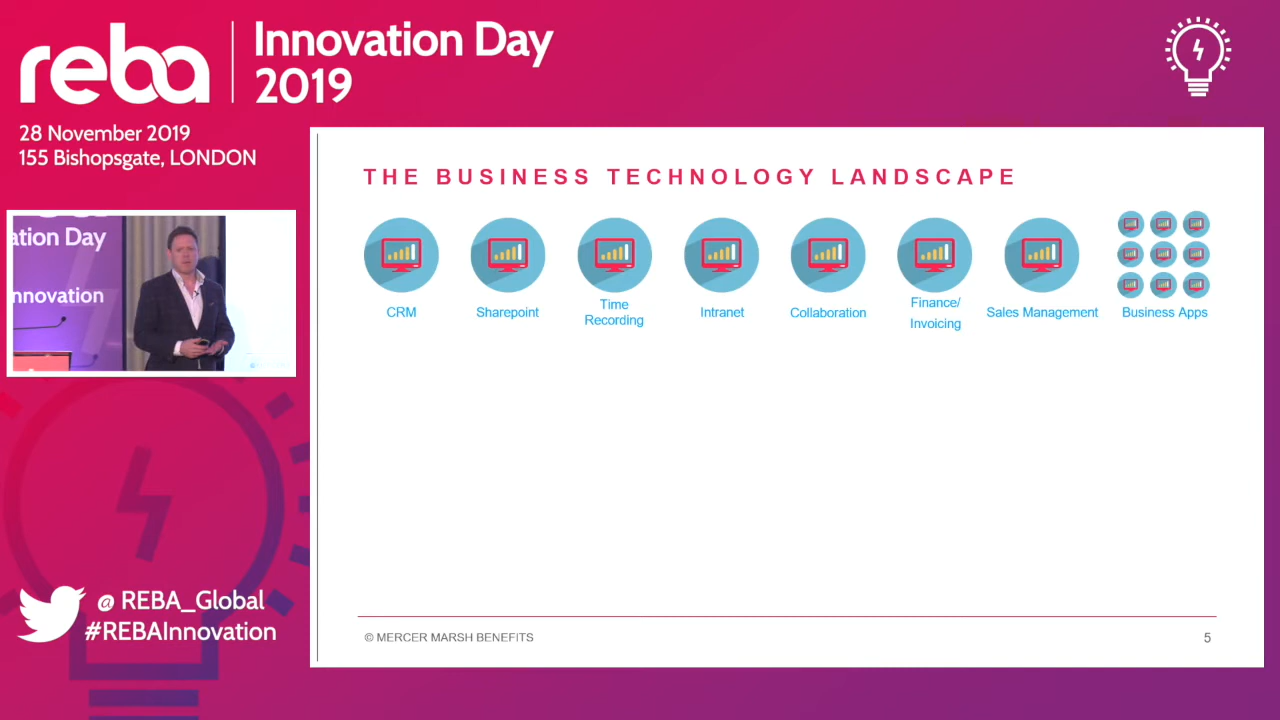 reba
Innovation Day
2019
28 November 2019
155 Bishopsgate, LONDON
ation Day
nnovation
THE BUSINESS TECHNOLOGY LANDSCAPE
CRM
Sharepoint
Time
Recording
Intranet
Collaboration
Finance/
Invoicing
Sales Management
Business Apps
@ REBA_Global
#REBAInnovation
© MERCER MARSH BENEFITS
5